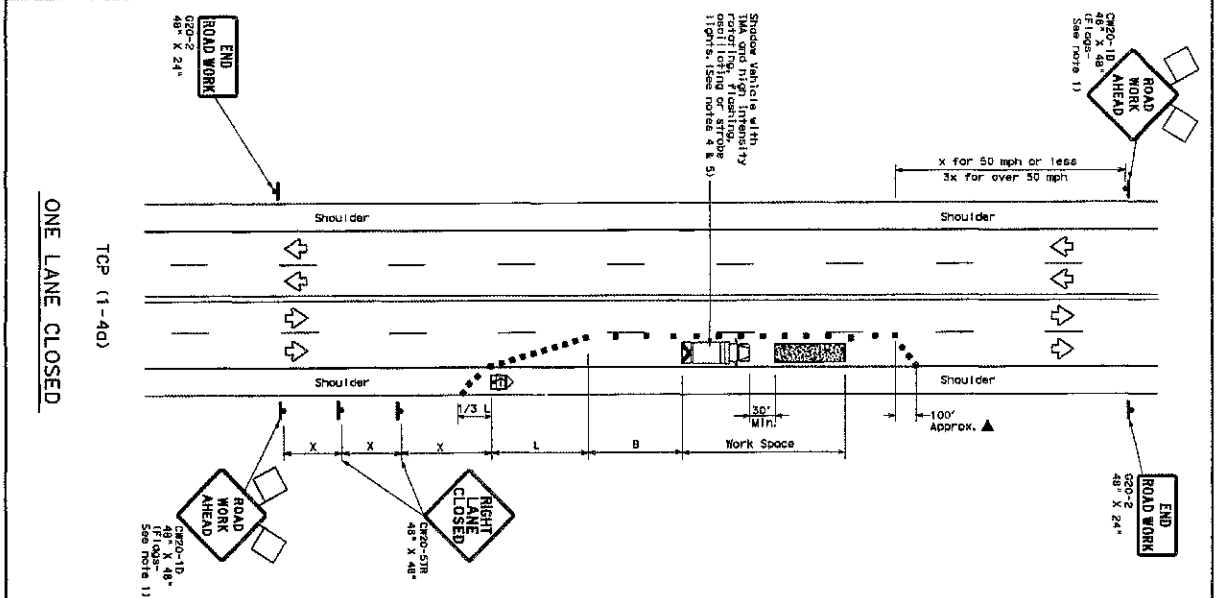 CW20-1D
48" X 48"
(Flags-
See note 1)
ROAD
WORK
AHEAD
x for 50 mph or less
3x for over 50 mph
Shadow Vehicle with
TMA and high intensity
rotating, flashing,
oscillating or strobe
lights. (See notes 4 & 5)
END
ROAD WORK
G20-2
48" X 24"
Shoulder
Shoulder
Shoulder
Shoulder
1/3 L
X
X
X
L
B
30'
Min.
Work Space
100'
Approx. ▲
ROAD
WORK
AHEAD
CW20-1D
48" X 48"
(Flags-
See note 1)
RIGHT
LANE
CLOSED
CW20-5TR
48" X 48"
END
ROAD WORK
G20-2
48" X 24"
TCP (1-4a)
ONE LANE CLOSED